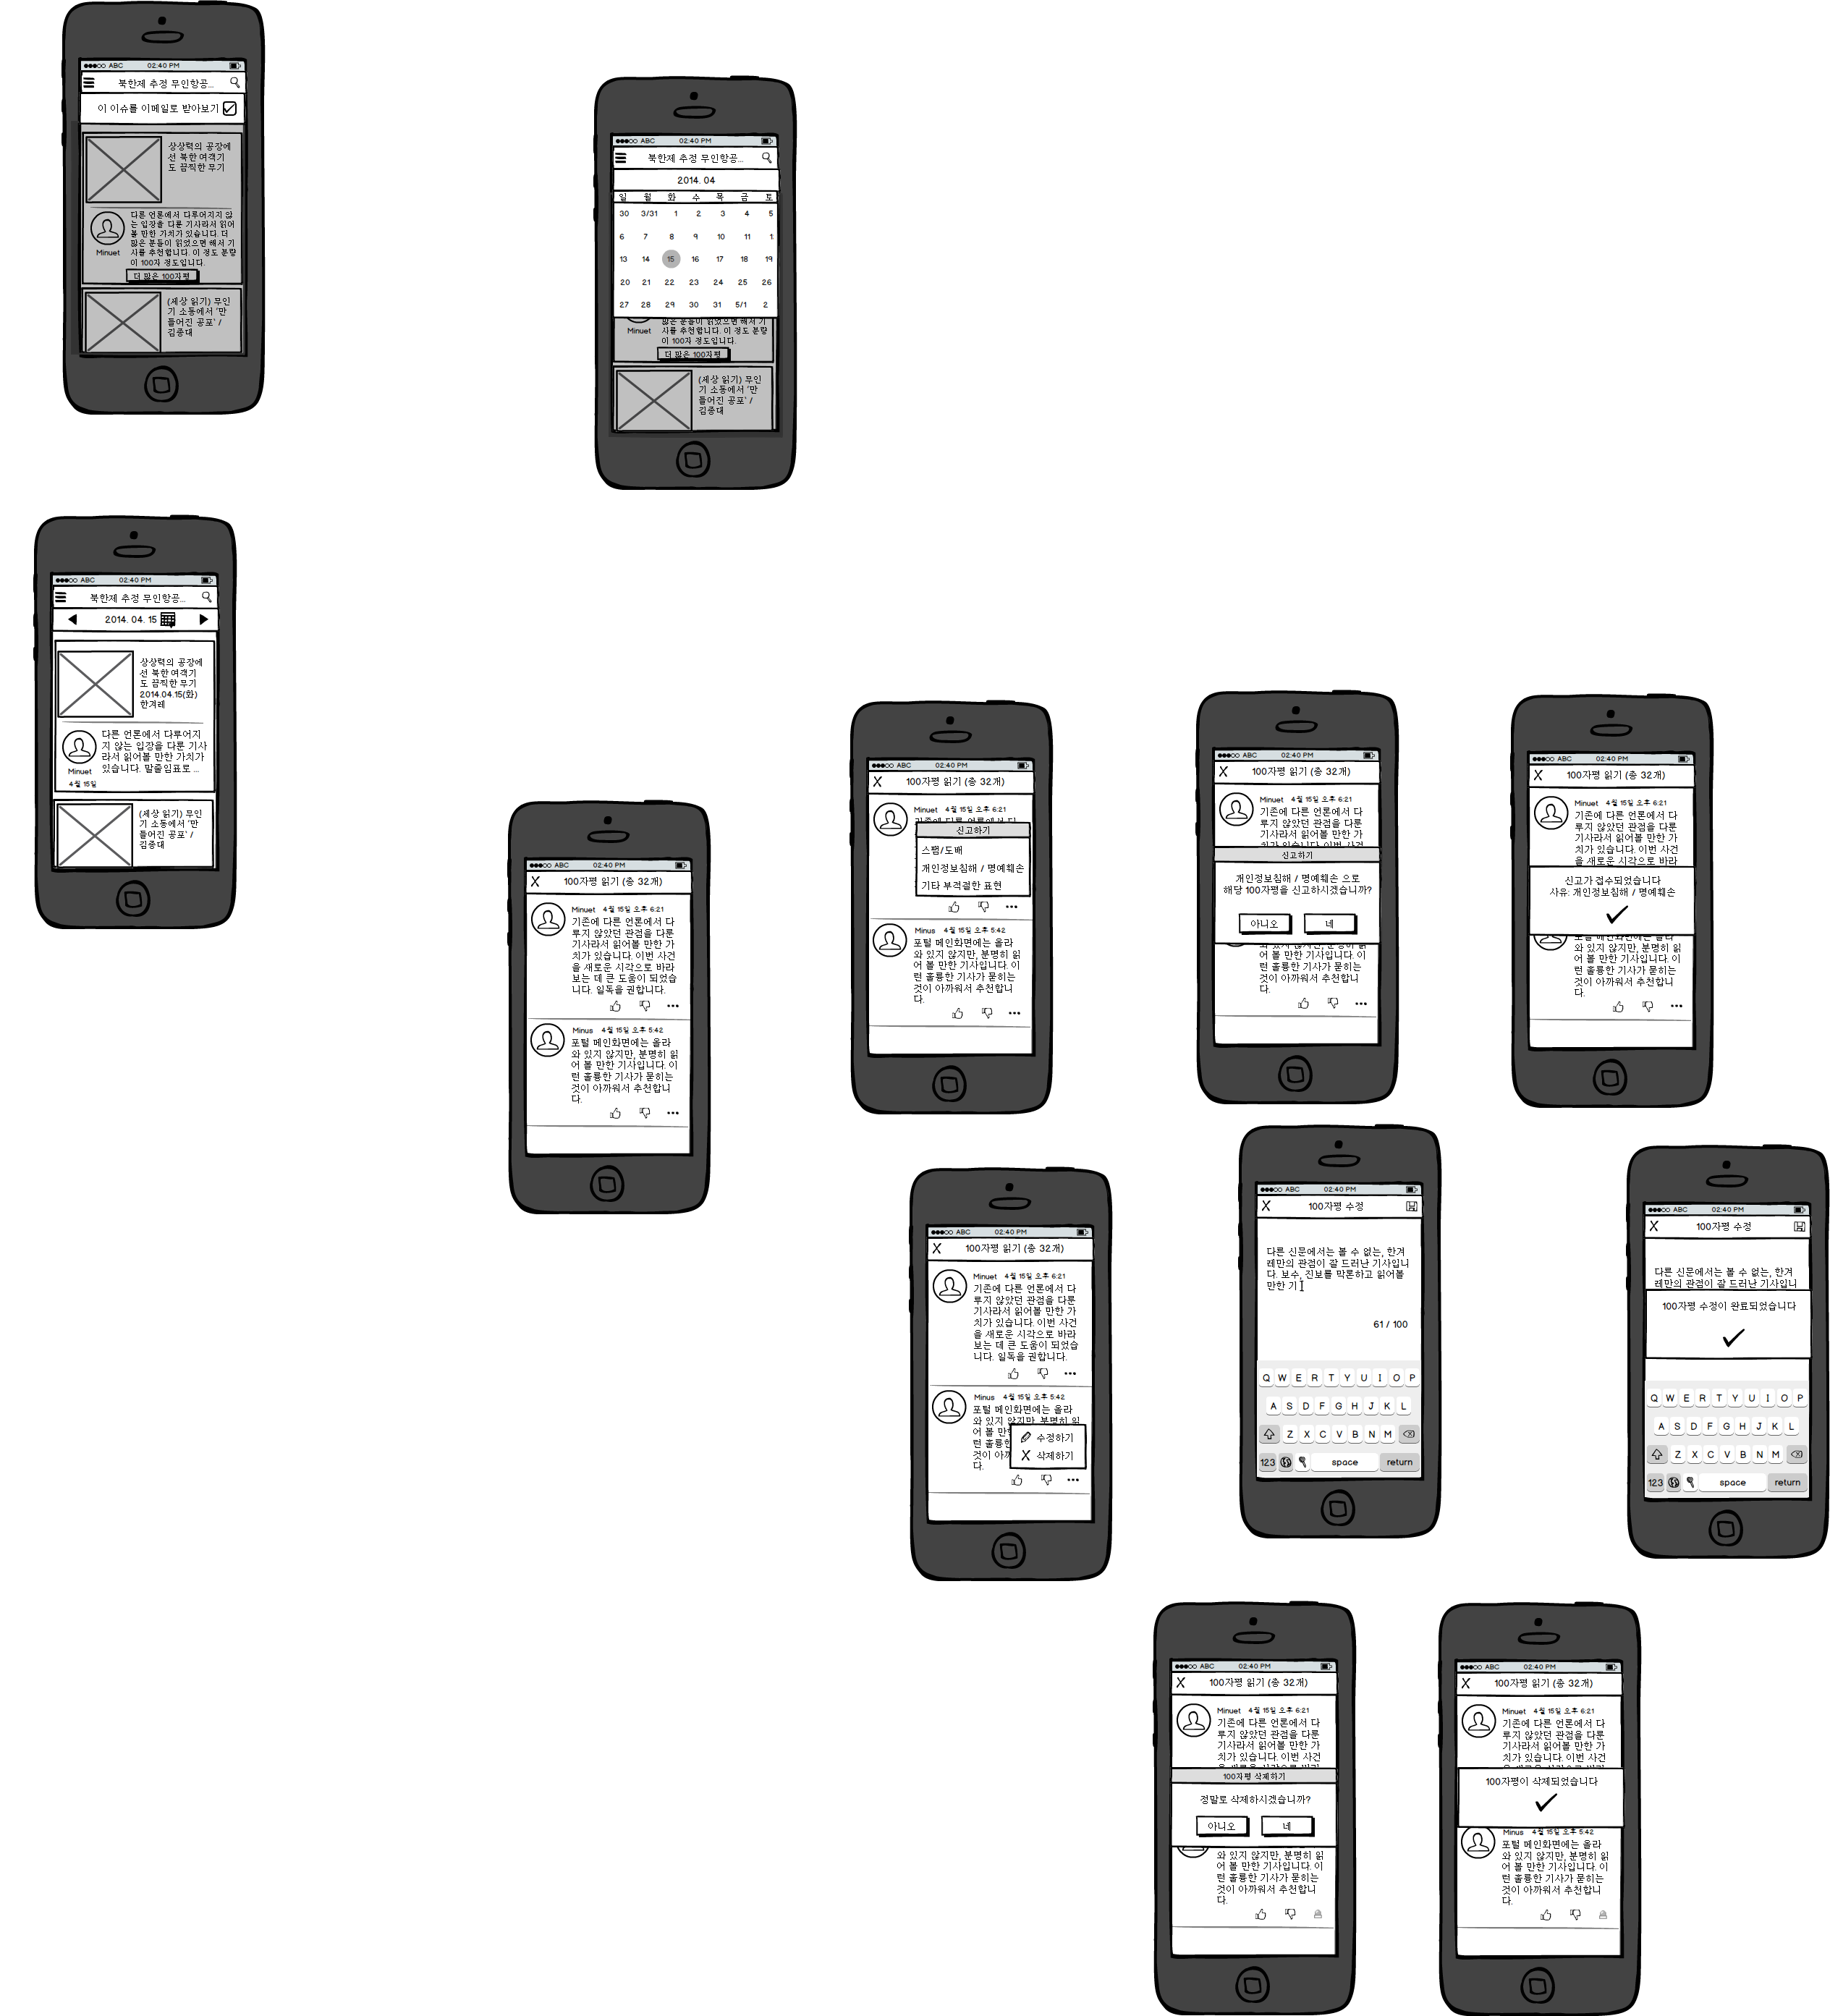 ABC 02:40 PM
북한제 추정 무인항공...
이 이슈를 이메일로 받아보기
상상력의 공장에
선 북한 여객기
도 끔찍한 무기
다른 언론에서 다루어지지 않
는 입장을 다룬 기사라서 읽어
볼 만한 가치가 있습니다. 더
많은 분들이 읽었으면 해서 기
사를 추천합니다. 이 정도 분량
이 100자 정도입니다.
Minuet
더 많은 100자평
(세상 읽기) 무인
기 소동에서 '만
들어진 공포' /
김종대
ABC 02:40 PM
북한제 추정 무인항공...
2014. 04
일 월 화 수 목 금 토
30 3/31 1 2 3 4 5
6 7 8 9 10 11 1
13 14 15 16 17 18 19
20 21 22 23 24 25 26
27 28 29 30 31 5/1 2
많은 분들이 읽었으면 해서 기
사를 추천합니다. 이 정도 분량
이 100자 정도입니다.
Minuet
더 많은 100자평
(세상 읽기) 무인
기 소동에서 '만
들어진 공포' /
김종대
ABC 02:40 PM
북한제 추정 무인항공...
2014. 04. 15
상상력의 공장에
선 북한 여객기
도 끔찍한 무기
2014.04.15(화)
한겨레
다른 언론에서 다루어지
지 않는 입장을 다룬 기사
라서 읽어볼 만한 가치가
있습니다. 말줄임표로 ...
Minuet
4월 15일
(세상 읽기) 무인
기 소동에서 '만
들어진 공포' /
김종대
ABC 02:40 PM
X 100자평 읽기 (총 32개)
Minuet 4월 15일 오후 6:21
기존에 다른 언론에서 다
루지 않았던 관점을 다룬
기사라서 읽어볼 만한 가
치가 있습니다. 이번 사건
을 새로운 시각으로 바라
보는 데 큰 도움이 되었습
니다. 일독을 권합니다.
Minus 4월 15일 오후 5:42
포털 메인화면에는 올라
와 있지 않지만, 분명히 읽
어 볼 만한 기사입니다. 이
런 훌륭한 기사가 묻히는
것이 아까워서 추천합니
다.
ABC 02:40 PM
X 100자평 읽기 (총 32개)
Minuet 4월 15일 오후 6:21
기존에 다른 언론에서 다
신고하기
스팸/도배
개인정보침해 / 명예훼손
기타 부적절한 표현
Minus 4월 15일 오후 5:42
포털 메인화면에는 올라
와 있지 않지만, 분명히 읽
어 볼 만한 기사입니다. 이
런 훌륭한 기사가 묻히는
것이 아까워서 추천합니
다.
ABC 02:40 PM
X 100자평 읽기 (총 32개)
Minuet 4월 15일 오후 6:21
기존에 다른 언론에서 다
루지 않았던 관점을 다룬
기사라서 읽어볼 만한 가
치가 있습니다. 이번 사건
신고하기
개인정보침해 / 명예훼손 으로
해당 100자평을 신고하시겠습니까?
아니오 네
와 있지 않지만, 분명히 읽
어 볼 만한 기사입니다. 이
런 훌륭한 기사가 묻히는
것이 아까워서 추천합니
다.
ABC 02:40 PM
X 100자평 읽기 (총 32개)
Minuet 4월 15일 오후 6:21
기존에 다른 언론에서 다
루지 않았던 관점을 다룬
기사라서 읽어볼 만한 가
치가 있습니다. 이번 사건
을 새로운 시각으로 바라
신고가 접수되었습니다
사유: 개인정보침해 / 명예훼손
포털 메인화면에는 올라
와 있지 않지만, 분명히 읽
어 볼 만한 기사입니다. 이
런 훌륭한 기사가 묻히는
것이 아까워서 추천합니
다.
ABC 02:40 PM
X 100자평 읽기 (총 32개)
Minuet 4월 15일 오후 6:21
기존에 다른 언론에서 다
루지 않았던 관점을 다룬
기사라서 읽어볼 만한 가
치가 있습니다. 이번 사건
을 새로운 시각으로 바라
보는 데 큰 도움이 되었습
니다. 일독을 권합니다.
Minus 4월 15일 오후 5:42
포털 메인화면에는 올라
와 있지 않지만, 분명히 읽
어 볼 만
런 훌륭한
것이 아까
다.
수정하기
X 삭제하기
ABC 02:40 PM
X 100자평 수정
다른 신문에서는 볼 수 없는, 한겨
레만의 관점이 잘 드러난 기사입니
다. 보수, 진보를 막론하고 읽어볼
만한 기
61 / 100
Q W E R T Y U I O P
A S D F G H J K L
Z X C V B N M
123 space return
ABC 02:40 PM
X 100자평 수정
다른 신문에서는 볼 수 없는, 한겨
레만의 관점이 잘 드러난 기사입니
100자평 수정이 완료되었습니다
Q W E R T Y U I O P
A S D F G H J K L
Z X C V B N M
123 space return
ABC 02:40 PM
X 100자평 읽기 (총 32개)
Minuet 4월 15일 오후 6:21
기존에 다른 언론에서 다
루지 않았던 관점을 다룬
기사라서 읽어볼 만한 가
치가 있습니다. 이번 사건
100자평 삭제하기
정말로 삭제하시겠습니까?
아니오 네
와 있지 않지만, 분명히 읽
어 볼 만한 기사입니다. 이
런 훌륭한 기사가 묻히는
것이 아까워서 추천합니
다.
ABC 02:40 PM
X 100자평 읽기 (총 32개)
Minuet 4월 15일 오후 6:21
기존에 다른 언론에서 다
루지 않았던 관점을 다룬
기사라서 읽어볼 만한 가
치가 있습니다. 이번 사건
100자평이 삭제되었습니다
Minus 4월 15일 오후 5:42
포털 메인화면에는 올라
와 있지 않지만, 분명히 읽
어 볼 만한 기사입니다. 이
런 훌륭한 기사가 묻히는
것이 아까워서 추천합니
다.